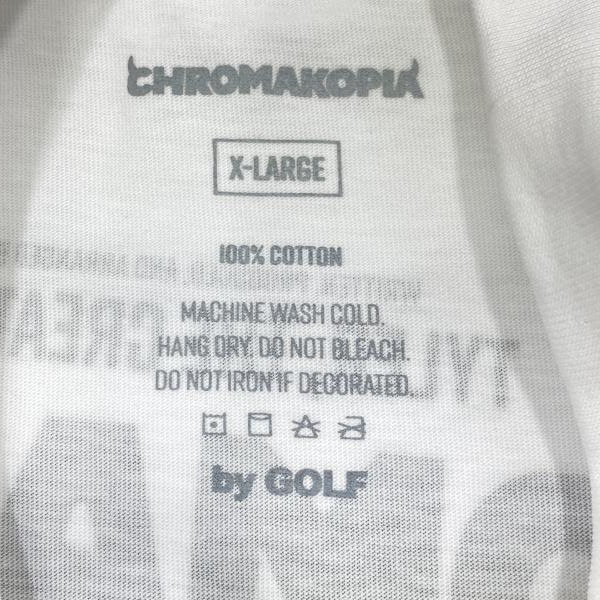 CHROMAKOPIA
X-LARGE
100% COTTON
MACHINE WASH COLD.
HANG DRY. DO NOT BLEACH.
DO NOT IRON IF DECORATED.
by GOLF